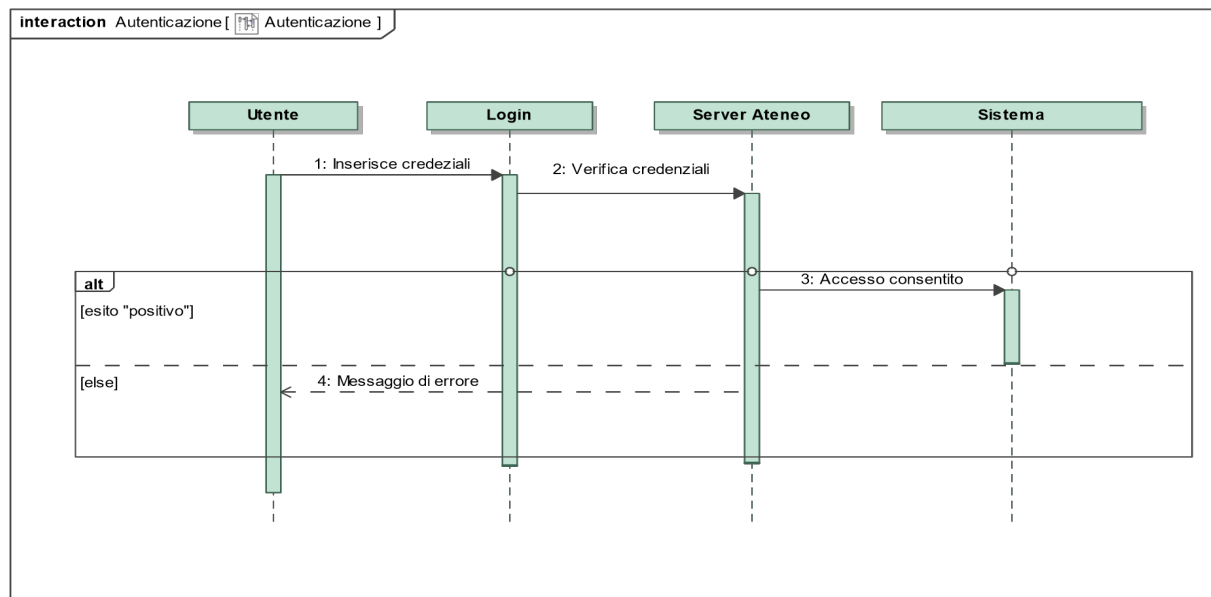 interaction Autenticazione [ Autenticazione ]
Utente
Login
Server Ateneo
Sistema
1: Inserisce credeziali
2: Verifica credenziali
alt
3: Accesso consentito
[esito "positivo"]
[else]
4: Messaggio di errore